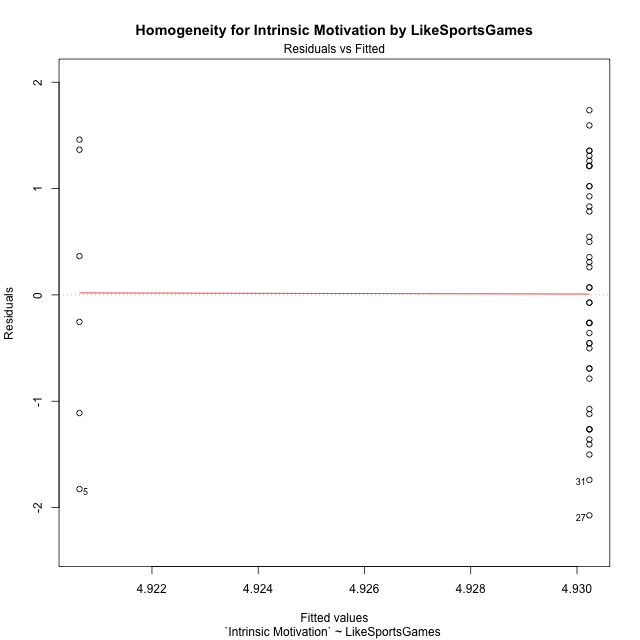 Homogeneity for Intrinsic Motivation by LikeSportsGames
Residuals vs Fitted
2
1
0
-1
-2
Residuals
5
31
27
4.922 4.924 4.926 4.928 4.930
Fitted values
`Intrinsic Motivation` ~ LikeSportsGames